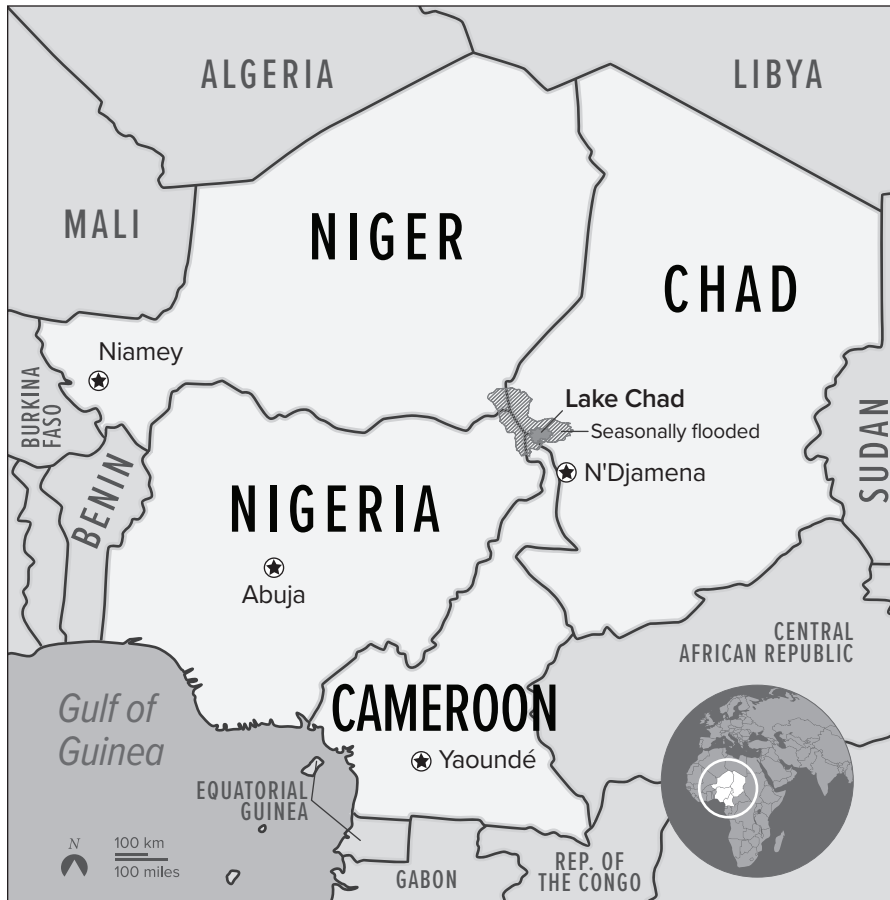 ALGERIA
LIBYA
MALI
NIGER
CHAD
Niamey
BURKINA
FASO
Lake Chad
Seasonally flooded
N'Djamena
SUDAN
BENIN
NIGERIA
Abuja
CENTRAL
AFRICAN REPUBLIC
CAMEROON
Gulf of
Guinea
Yaoundé
EQUATORIAL
GUINEA
N
100 km
100 miles
GABON
REP. OF
THE CONGO